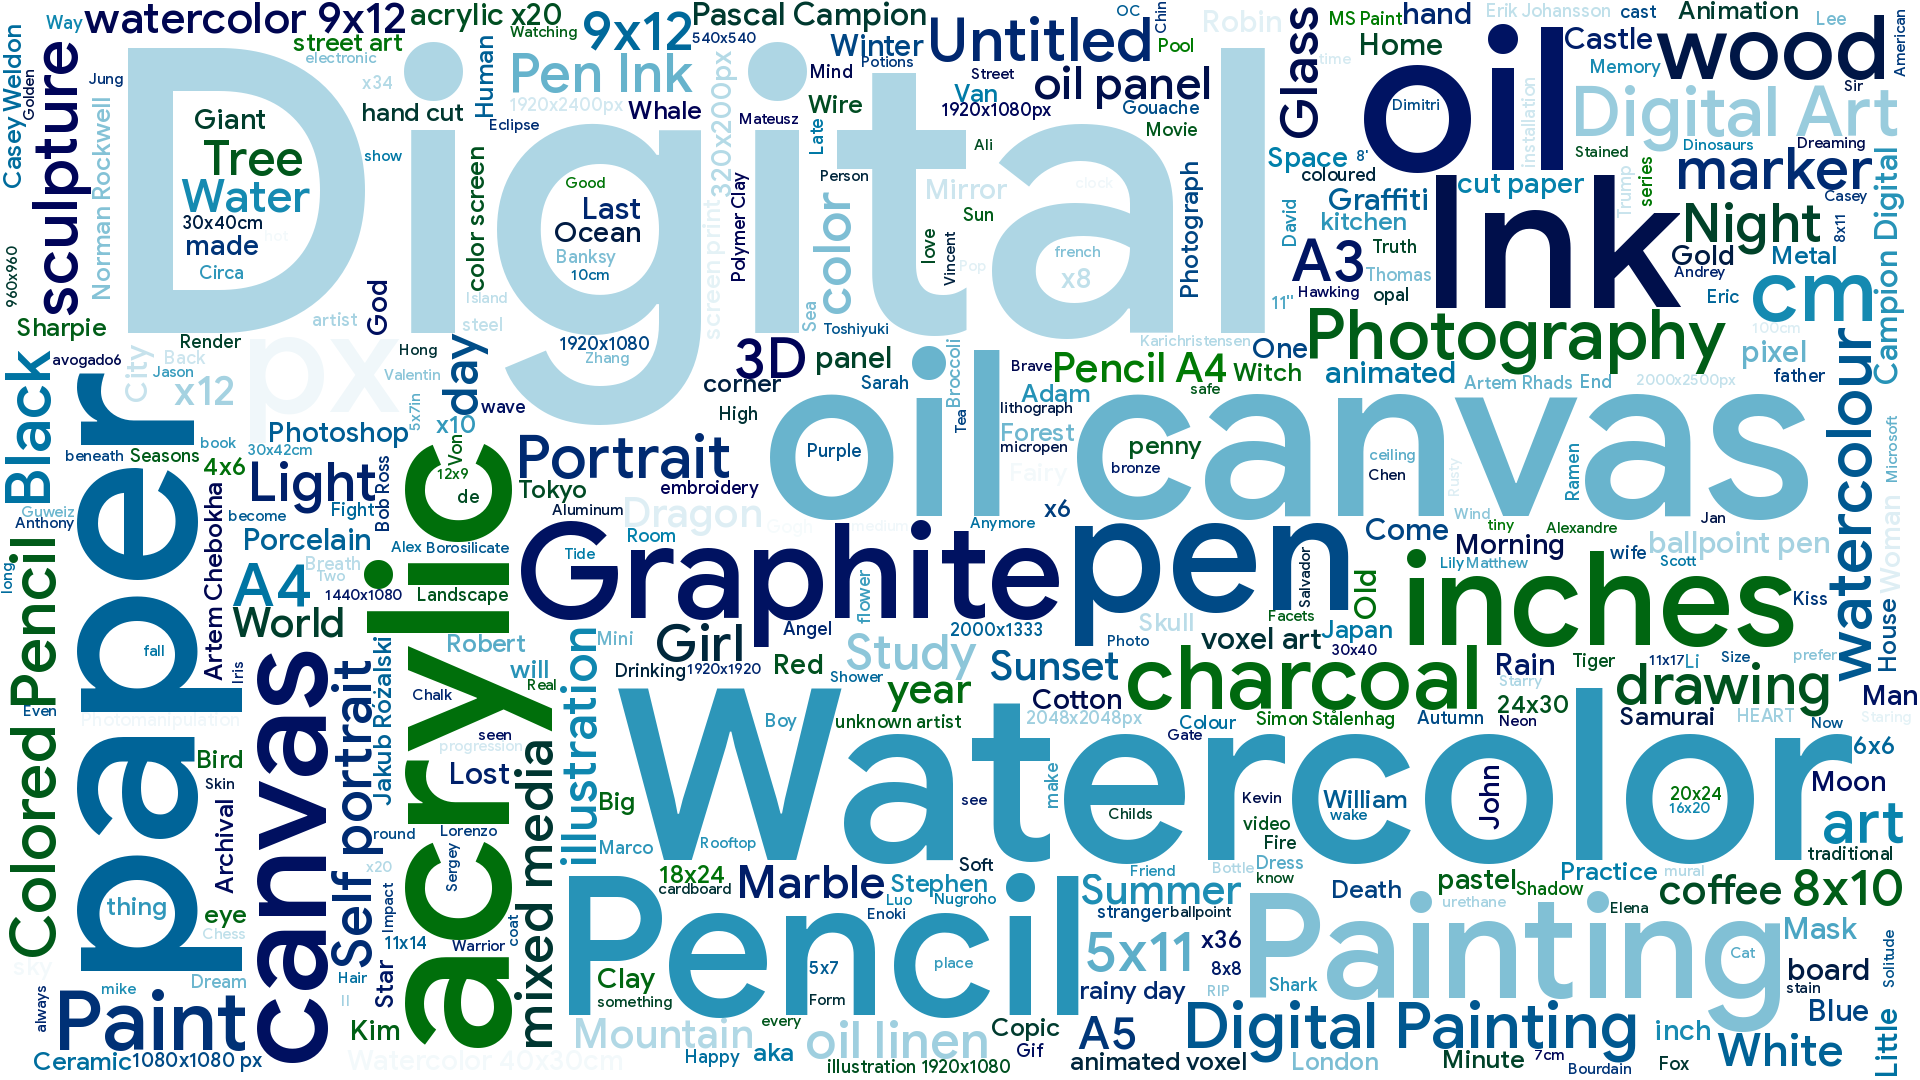 watercolor 9x12
acrylic x20
Watching
9x12
540x540
Pascal Campion
OC
Chin
Robin
Glass
MS Paint
hand
Erik Johansson
cast
Animation
Lee
American
Way
Casey Weldon
Golden
Jung
sculpture
street art
electronic
x34
Human
Pen Ink
1920x2400px
Eclipse
Whale
320x200px
Mateusz
Winter
Potions
Mind
Wire
Late
Untitled
Street
Van
oil panel
1920x1080px
Pool
Gouache
Movie
Home
time
Castle
Memory
wood
Sir
Digital
oil
Dimitri
installation
Digital Art
Stained
Dinosaurs
Dreaming
Giant
Tree
Water
30x40cm
made
hot
Circa
hand cut
show
color screen
Good
Last
Ocean
Banksy
10cm
Norman Rockwell
God
Island
steel
artist
screen print
Polymer Clay
Person
color
Sea
Toshiyuki
Ali
Mirror
Sun
love
Vincent
Pop
clock
french
x8
Photograph
Space
8'
coloured
David
Graffiti
kitchen
cut paper
Trump
series
marker
Casey
A3
Truth
Thomas
Hawking
opal
11"
Ink
Night
8x11
Gold
Andrey
Metal
Eric
cm
Campion Digital
960x960
Sharpie
Render
avogado6
Black
City
Back
Jason
x12
px
Hong
Valentin
day
wave
1920x1080
Zhang
3D
panel
corner
High
Sarah
Broccoli
Tea
Karichristensen
Brave
Pencil A4
Witch
One
Adam
safe
Photography
animated
Artem Rhads
End
100cm
pixel
2000x2500px
father
watercolour
Microsoft
book
Photoshop
30x42cm
5x7in
x10
beneath
Seasons
4x6
Light
Bob Ross
Von
12x9
de
Portrait
embroidery
Tokyo
Aluminum
oil canvas
Purple
lithograph
Forest
micropen
Fairy
penny
bronze
ceiling
Chen
Rusty
Ramen
Guweiz
Anthony
become
Fight
Porcelain
Alex
Borosilicate
Breath
Two
1440x1080
A4
World
Artem Chebokha
Dragon
Gogh
medium
Tide
Room
Anymore
x6
Come
Wind
tiny
Morning
Alexandre
Jan
wife
ballpoint pen
Scott
Lily
Matthew
Woman
long
Colored Pencil
paper
fall
Iris
acrylic
Landscape
Graphite
pen
Salvador
Old
Facets
inches
Kiss
House
Robert
Mini
Girl
Angel
flower
2000x1333
Photo
Skull
voxel art
Japan
30x40
will
Real
Drinking
1920x1920
Red
Study
Shower
Sunset
charcoal
Rain
Tiger
11x17
Li
Size
prefer
Even
Photomanipulation
canvas
Self portrait
Jakub Różalski
Chalk
seen
progression
illustration
year
unknown artist
Cotton
2048x2048px
Colour
Gate
Simon Stålenhag
Autumn
Starry
24x30
Neon
drawing
Samurai
HEART
Now
Man
Staring
Bird
Skin
Archival
Lost
mixed media
Big
Boy
Watercolor
see
make
Childs
Kevin
William
wake
John
20x24
16x20
6x6
Moon
art
traditional
round
Lorenzo
Sergey
x20
Marco
Rooftop
video
Fire
thing
eye
Chess
Impact
11x14
Warrior
coat
18x24
cardboard
Marble
Soft
Stephen
Luo
Nugroho
Enoki
Friend
Summer
Bottle
Dress
know
Death
Practice
pastel
Shadow
mural
coffee
8x10
urethane
Elena
sky
Dream
Hair
Star
II
Pencil
Clay
something
5x7
Form
place
stranger
ballpoint
5x11
x36
8x8
rainy day
RIP
Shark
Painting
Cat
Mask
board
stain
Solitude
always
mike
Paint
Kim
Mountain
every
Happy
aka
oil linen
Copic
Gif
A5
Digital Painting
inch
Blue
White
Little
Ceramic
1080x1080 px
Watercolor 40x30cm
illustration 1920x1080
animated voxel
London
Minute
7cm
Bourdain
Fox